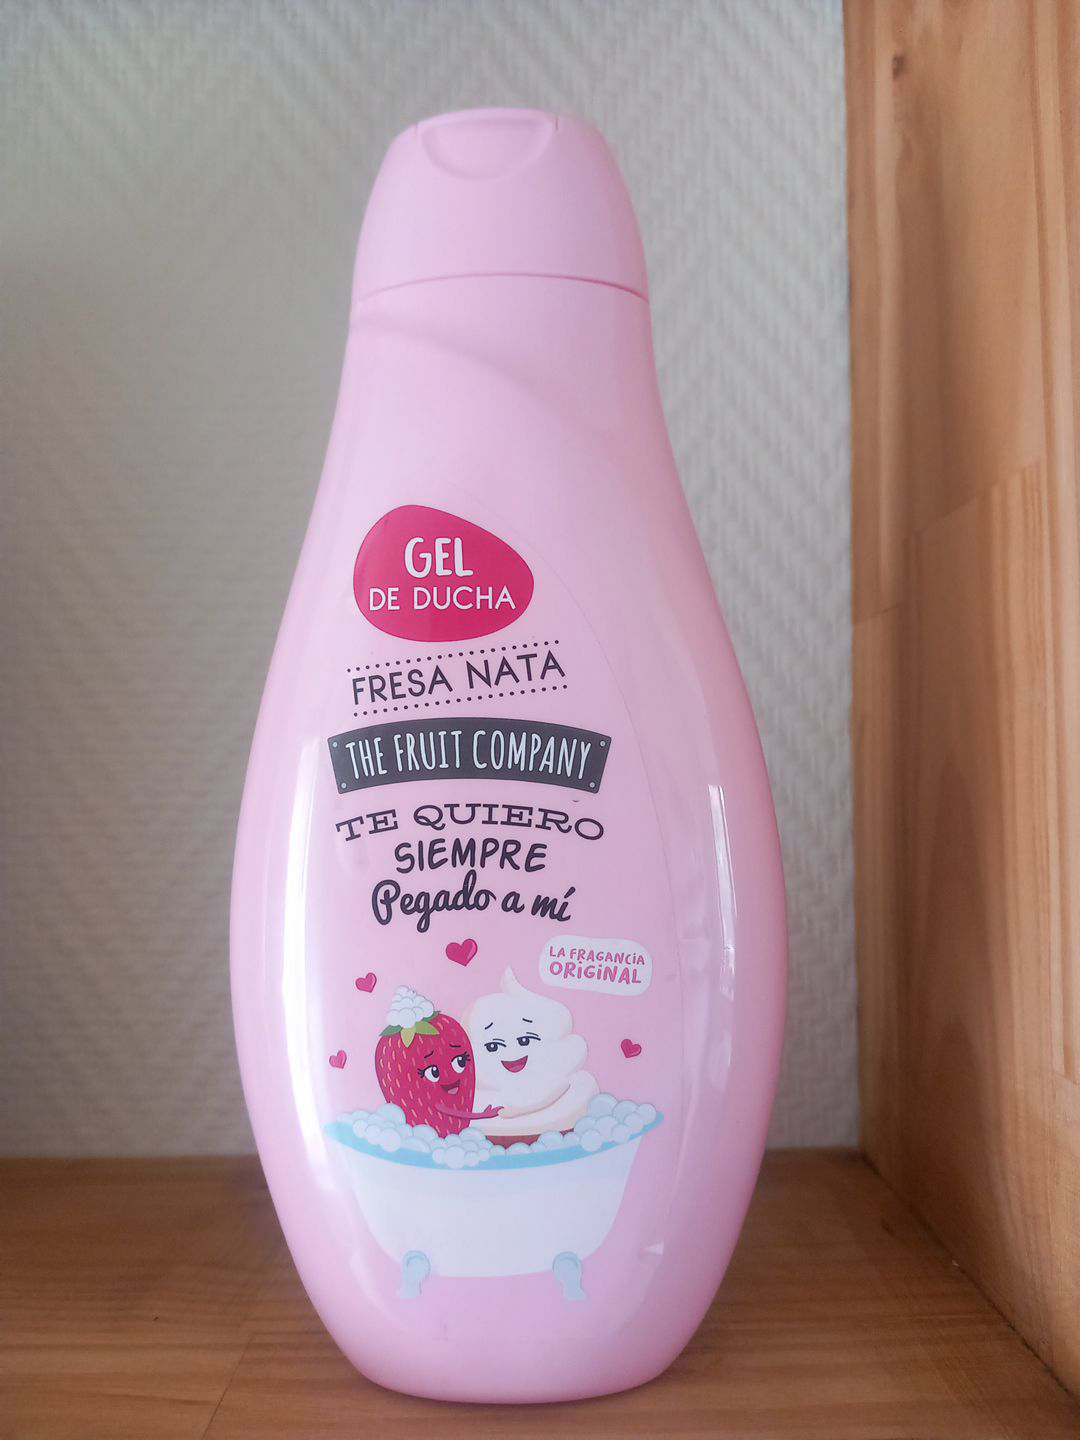 GEL
DE DUCHA
FRESA NATA
THE FRUIT COMPANY
TE QUIERO
SIEMPRE
Pegado a mí
LA FRAGANCIA
ORIGINAL